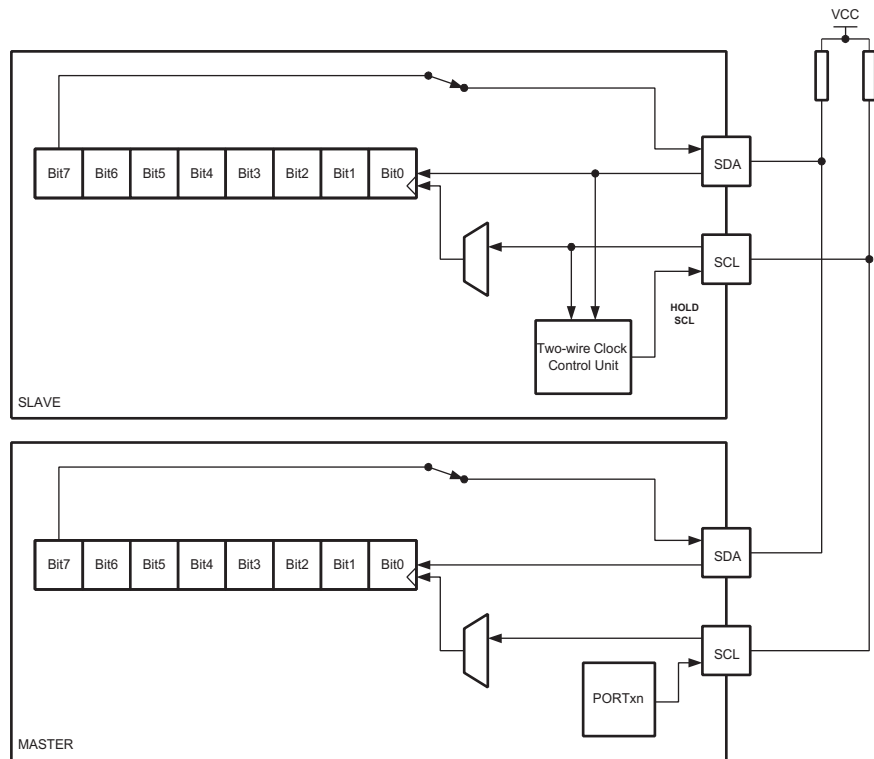 VCC
SDA
Bit7 Bit6 Bit5 Bit4 Bit3 Bit2 Bit1 Bit0
SCL
HOLD
SCL
Two-wire Clock
Control Unit
SLAVE
SDA
Bit7 Bit6 Bit5 Bit4 Bit3 Bit2 Bit1 Bit0
SCL
PORTxn
MASTER